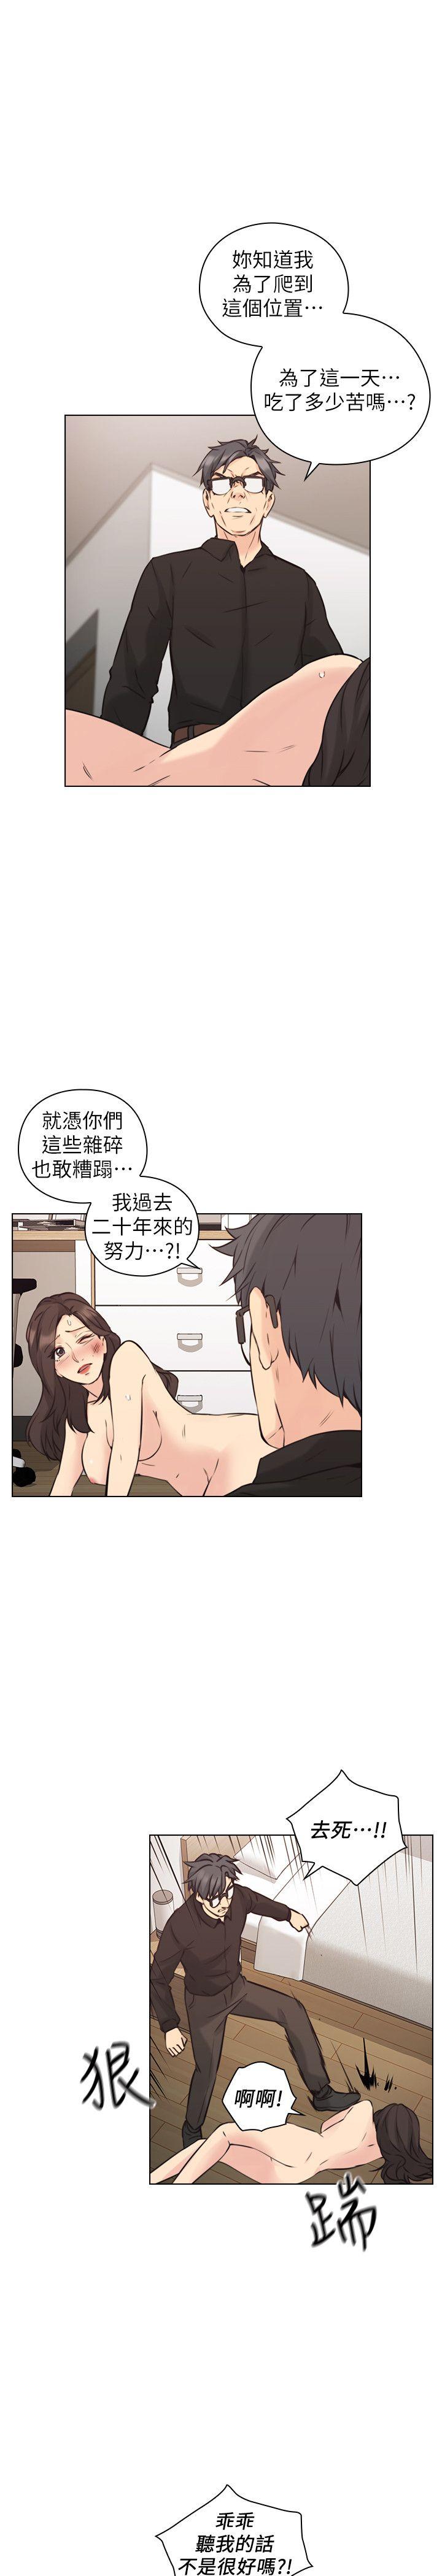 妳知道我
為了爬到
這個位置…
為了這一天…
吃了多少苦嗎…?
就憑你們
這些雜碎
也敢糟蹋…
我過去
二十年來的
努力…?!
去死…!!
狠
啊啊!
踹
乖乖
聽我的話
不是很好嗎?!